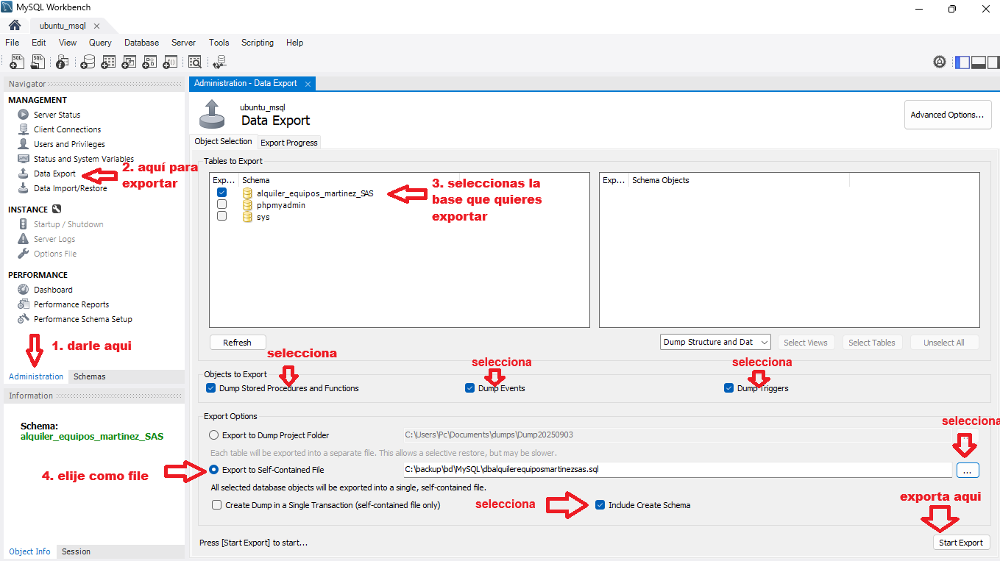 MySQL Workbench
ubuntu_msql
File Edit View Query Database Server Tools Scripting Help
Navigator
MANAGEMENT
Server Status
Client Connections
Users and Privileges
Status and System Variables
Data Export
Data Import/Restore
2. aquí para
exportar
INSTANCE
Startup / Shutdown
Server Logs
Options File
PERFORMANCE
Dashboard
Performance Reports
Performance Schema Setup
1. darle aqui
Administration Schemas
Information
Schema:
alquiler_equipos_martinez_SAS
Object Info Session
Administration - Data Export
ubuntu_msql
Data Export
Advanced Options...
Object Selection Export Progress
Tables to Export
Exp... Schema
alquiler_equipos_martinez_SAS
phpmyadmin
sys
3. seleccionas la
base que quieres
exportar
Exp... Schema Objects
Refresh
Dump Structure and Dat
Select Views
Select Tables
Unselect All
selecciona
selecciona
selecciona
Objects to Export
Dump Stored Procedures and Functions
Dump Events
Dump Triggers
Export Options
Export to Dump Project Folder
C:\Users\Pc\Documents\dumps\Dump20250903
...
selecciona
Each table will be exported into a separate file. This allows a selective restore, but may be slower.
4. elije como file
Export to Self-Contained File
C:\backup\bd\MySQL\dbalquilerequiposmartinezsas.sql
...
All selected database objects will be exported into a single, self-contained file.
Create Dump in a Single Transaction (self-contained file only)
selecciona
Include Create Schema
exporta aqui
Press [Start Export] to start...
Start Export